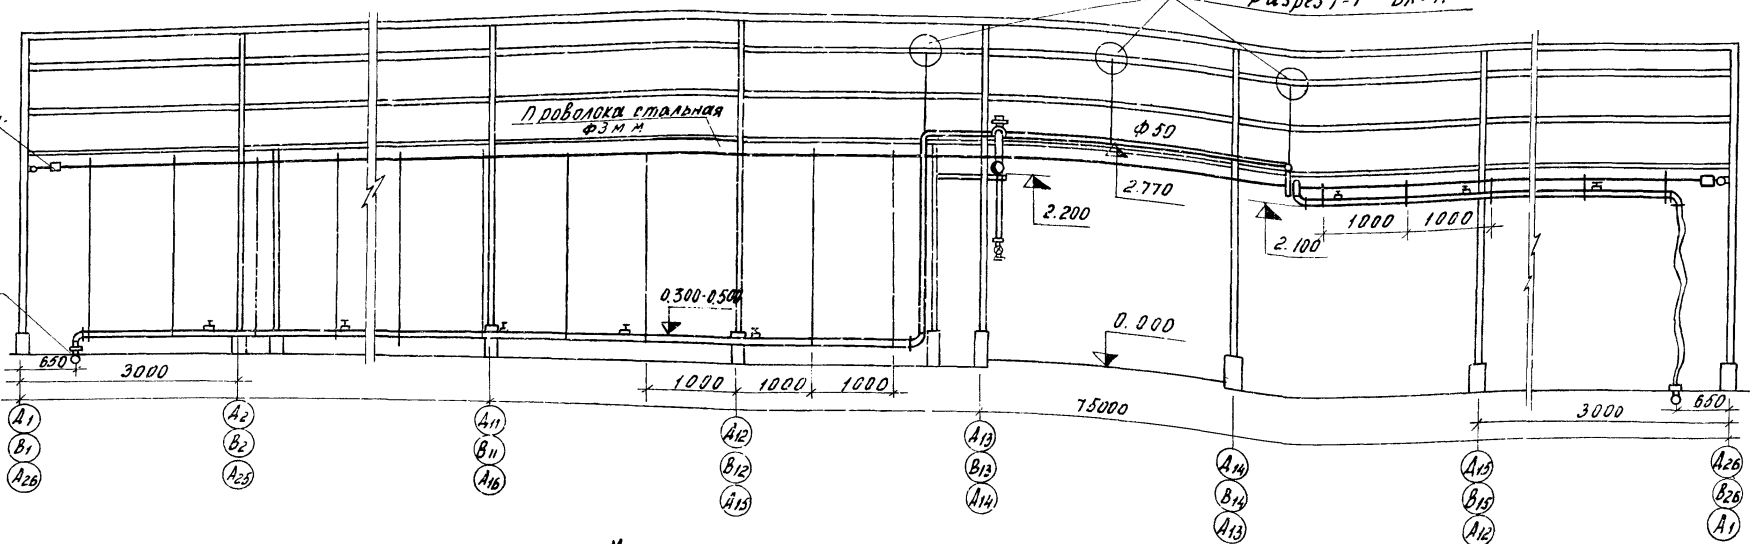 Разрез 1-1
Проволока стальная
ф3мм
ф50
2.770
2.200
2.100
1000 1000
0.300-0.500
0.000
650
3000
1000 1000 1000
75000
3000
650
А2
В1
В2
А26
А25
А11
В11
А16
А12
В12
А15
А13
В13
А14
А14
В14
А13
А15
В15
А12
А26
В26
А1